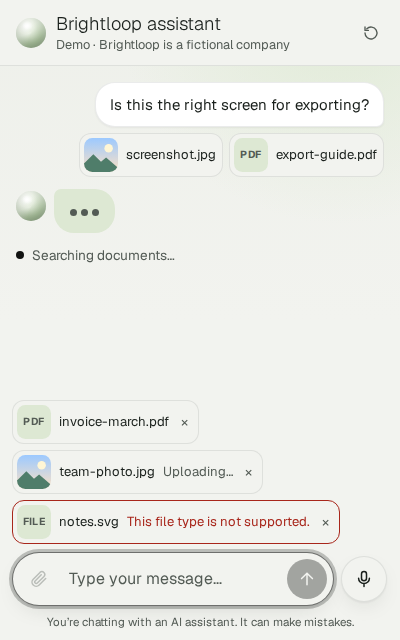 Brightloop assistant
Demo · Brightloop is a fictional company
Is this the right screen for exporting?
screenshot.jpg
PDF export-guide.pdf
Searching documents…
PDF invoice-march.pdf ×
team-photo.jpg Uploading… ×
FILE notes.svg This file type is not supported. ×
Type your message…
You’re chatting with an AI assistant. It can make mistakes.